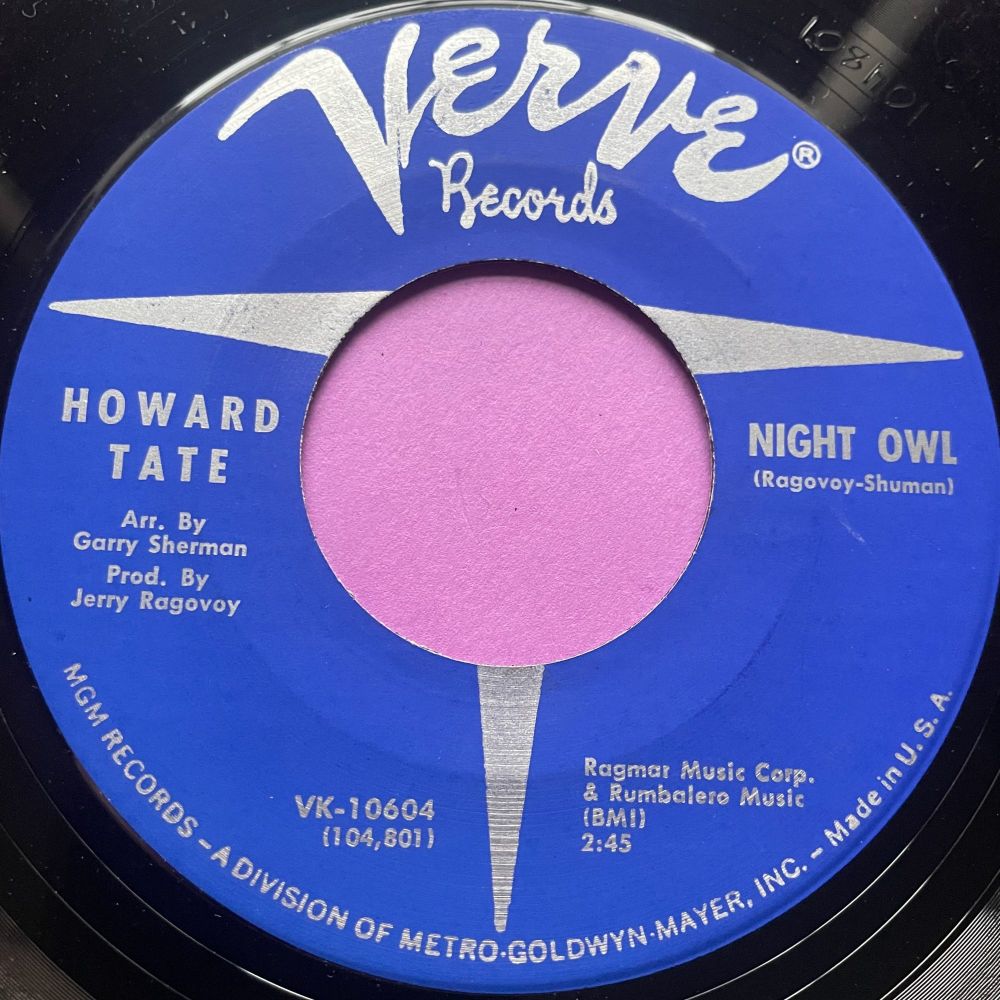 Verve ®
Records
HOWARD
TATE
Arr. By
Garry Sherman
Prod. By
Jerry Ragovoy
NIGHT OWL
(Ragovoy-Shuman)
VK-10604
(104,801)
Ragmar Music Corp.
& Rumbalero Music
(BMI)
2:45
MGM RECORDS – A DIVISION OF METRO-GOLDWYN-MAYER, INC. – Made in U. S. A.